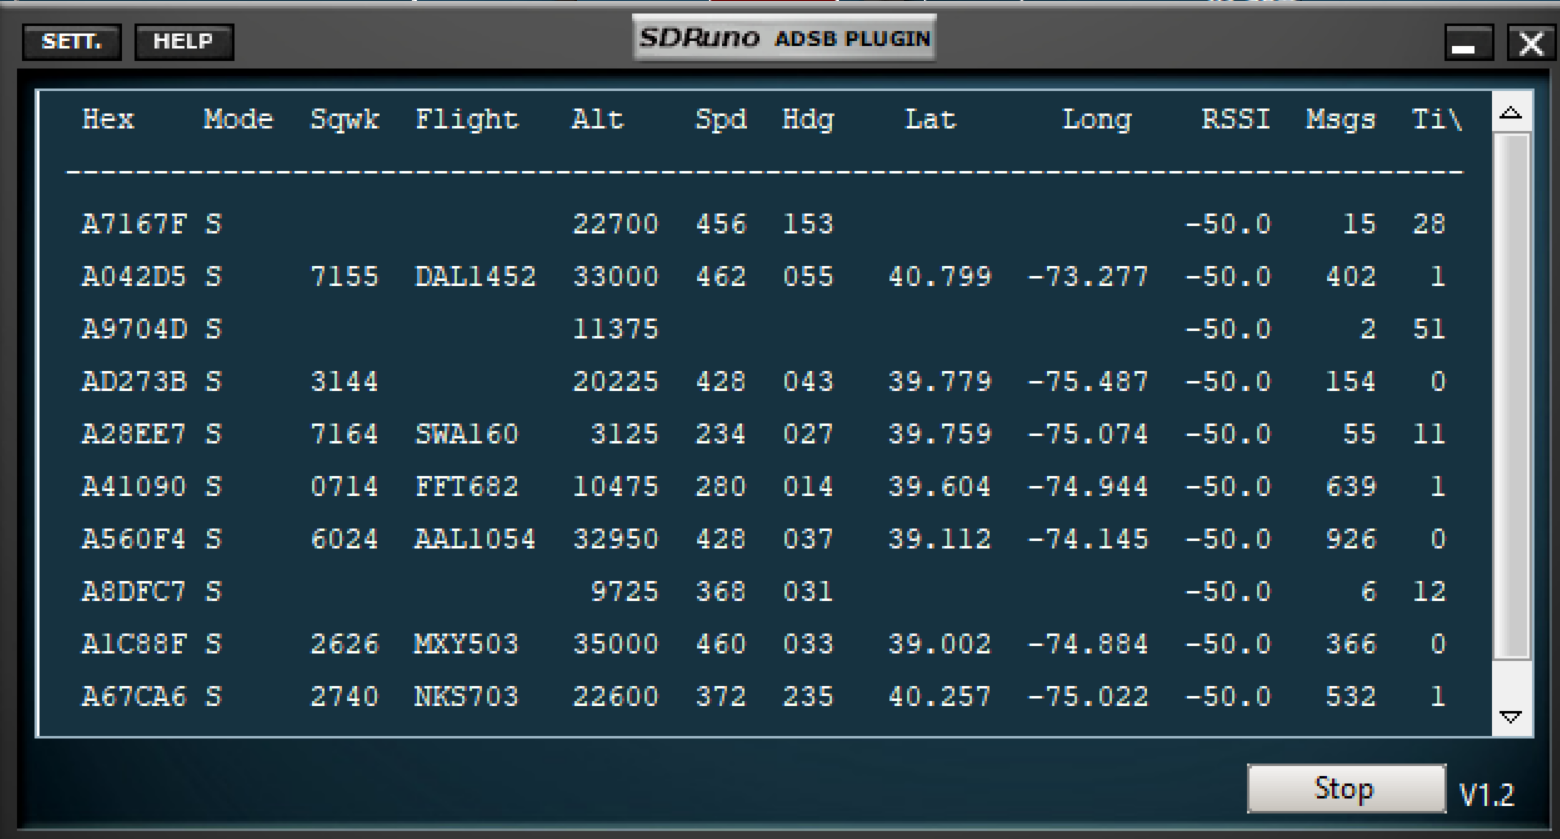 SETT. HELP SDRuno ADSB PLUGIN
Hex Mode Sqwk Flight Alt Spd Hdg Lat Long RSSI Msgs Ti\
--------------------------------------------------------------------------------
A7167F S 22700 456 153 -50.0 15 28
A042D5 S 7155 DAL1452 33000 462 055 40.799 -73.277 -50.0 402 1
A9704D S 11375 -50.0 2 51
AD273B S 3144 20225 428 043 39.779 -75.487 -50.0 154 0
A28EE7 S 7164 SWA160 3125 234 027 39.759 -75.074 -50.0 55 11
A41090 S 0714 FFT682 10475 280 014 39.604 -74.944 -50.0 639 1
A560F4 S 6024 AAL1054 32950 428 037 39.112 -74.145 -50.0 926 0
A8DFC7 S 9725 368 031 -50.0 6 12
A1C88F S 2626 MXY503 35000 460 033 39.002 -74.884 -50.0 366 0
A67CA6 S 2740 NKS703 22600 372 235 40.257 -75.022 -50.0 532 1
Stop V1.2